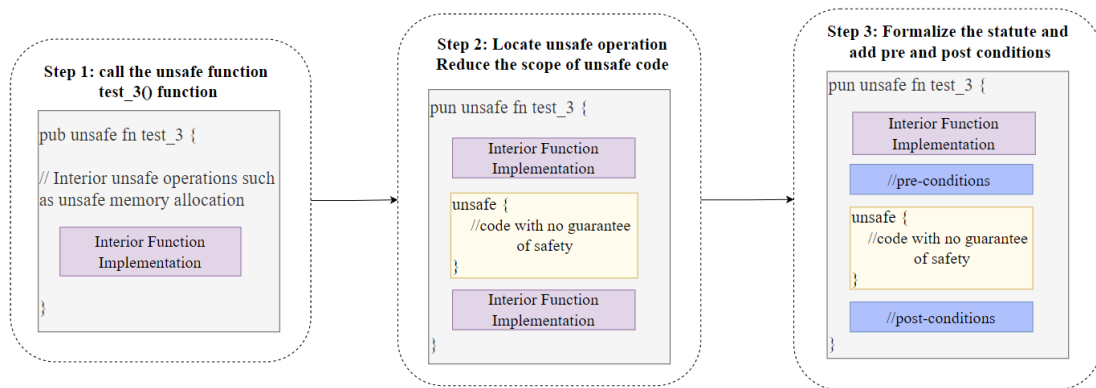 Step 1: call the unsafe function
test_3() function
pub unsafe fn test_3 {
// Interior unsafe operations such
as unsafe memory allocation
Interior Function
Implementation
}
Step 2: Locate unsafe operation
Reduce the scope of unsafe code
pun unsafe fn test_3 {
Interior Function
Implementation
unsafe {
//code with no guarantee
of safety
}
Interior Function
Implementation
}
Step 3: Formalize the statute and
add pre and post conditions
pun unsafe fn test_3 {
Interior Function
Implementation
//pre-conditions
unsafe {
//code with no guarantee
of safety
}
//post-conditions
}